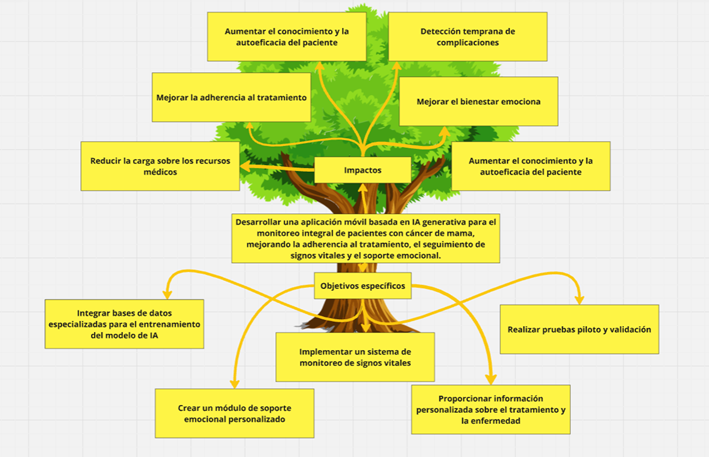 Aumentar el conocimiento y la
autoeficacia del paciente
Detección temprana de
complicaciones
Mejorar la adherencia al tratamiento
Mejorar el bienestar emociona
Reducir la carga sobre los recursos
médicos
Impactos
Aumentar el conocimiento y la
autoeficacia del paciente
Desarrollar una aplicación móvil basada en IA generativa para el
monitoreo integral de pacientes con cáncer de mama,
mejorando la adherencia al tratamiento, el seguimiento de
signos vitales y el soporte emocional.
Objetivos específicos
Integrar bases de datos
especializadas para el entrenamiento
del modelo de IA
Realizar pruebas piloto y validación
Implementar un sistema de
monitoreo de signos vitales
Crear un módulo de soporte
emocional personalizado
Proporcionar información
personalizada sobre el tratamiento y
la enfermedad